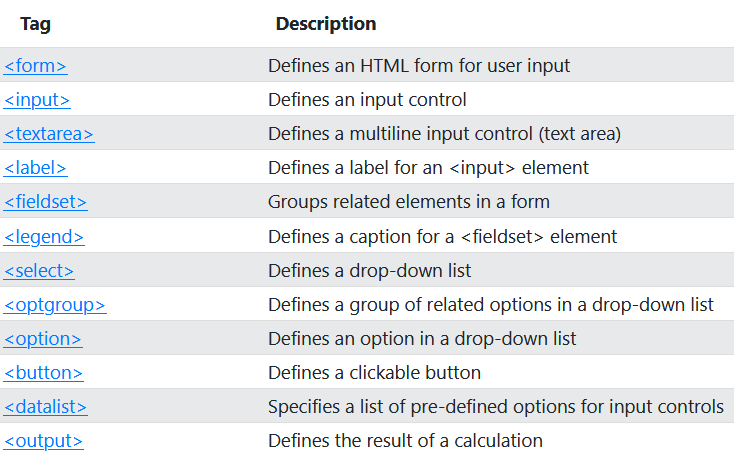 Tag Description
<form> Defines an HTML form for user input
<input> Defines an input control
<textarea> Defines a multiline input control (text area)
<label> Defines a label for an <input> element
<fieldset> Groups related elements in a form
<legend> Defines a caption for a <fieldset> element
<select> Defines a drop-down list
<optgroup> Defines a group of related options in a drop-down list
<option> Defines an option in a drop-down list
<button> Defines a clickable button
<datalist> Specifies a list of pre-defined options for input controls
<output> Defines the result of a calculation